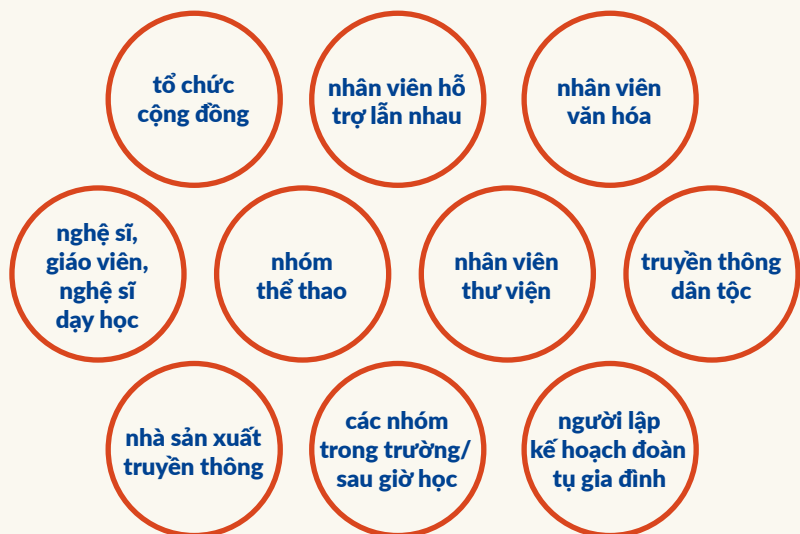 tổ chức
cộng đồng
nhân viên hỗ
trợ lẫn nhau
nhân viên
văn hóa
nghệ sĩ,
giáo viên,
nghệ sĩ
dạy học
nhóm
thể thao
nhân viên
thư viện
truyền thông
dân tộc
nhà sản xuất
truyền thông
các nhóm
trong trường/
sau giờ học
người lập
kế hoạch đoàn
tụ gia đình